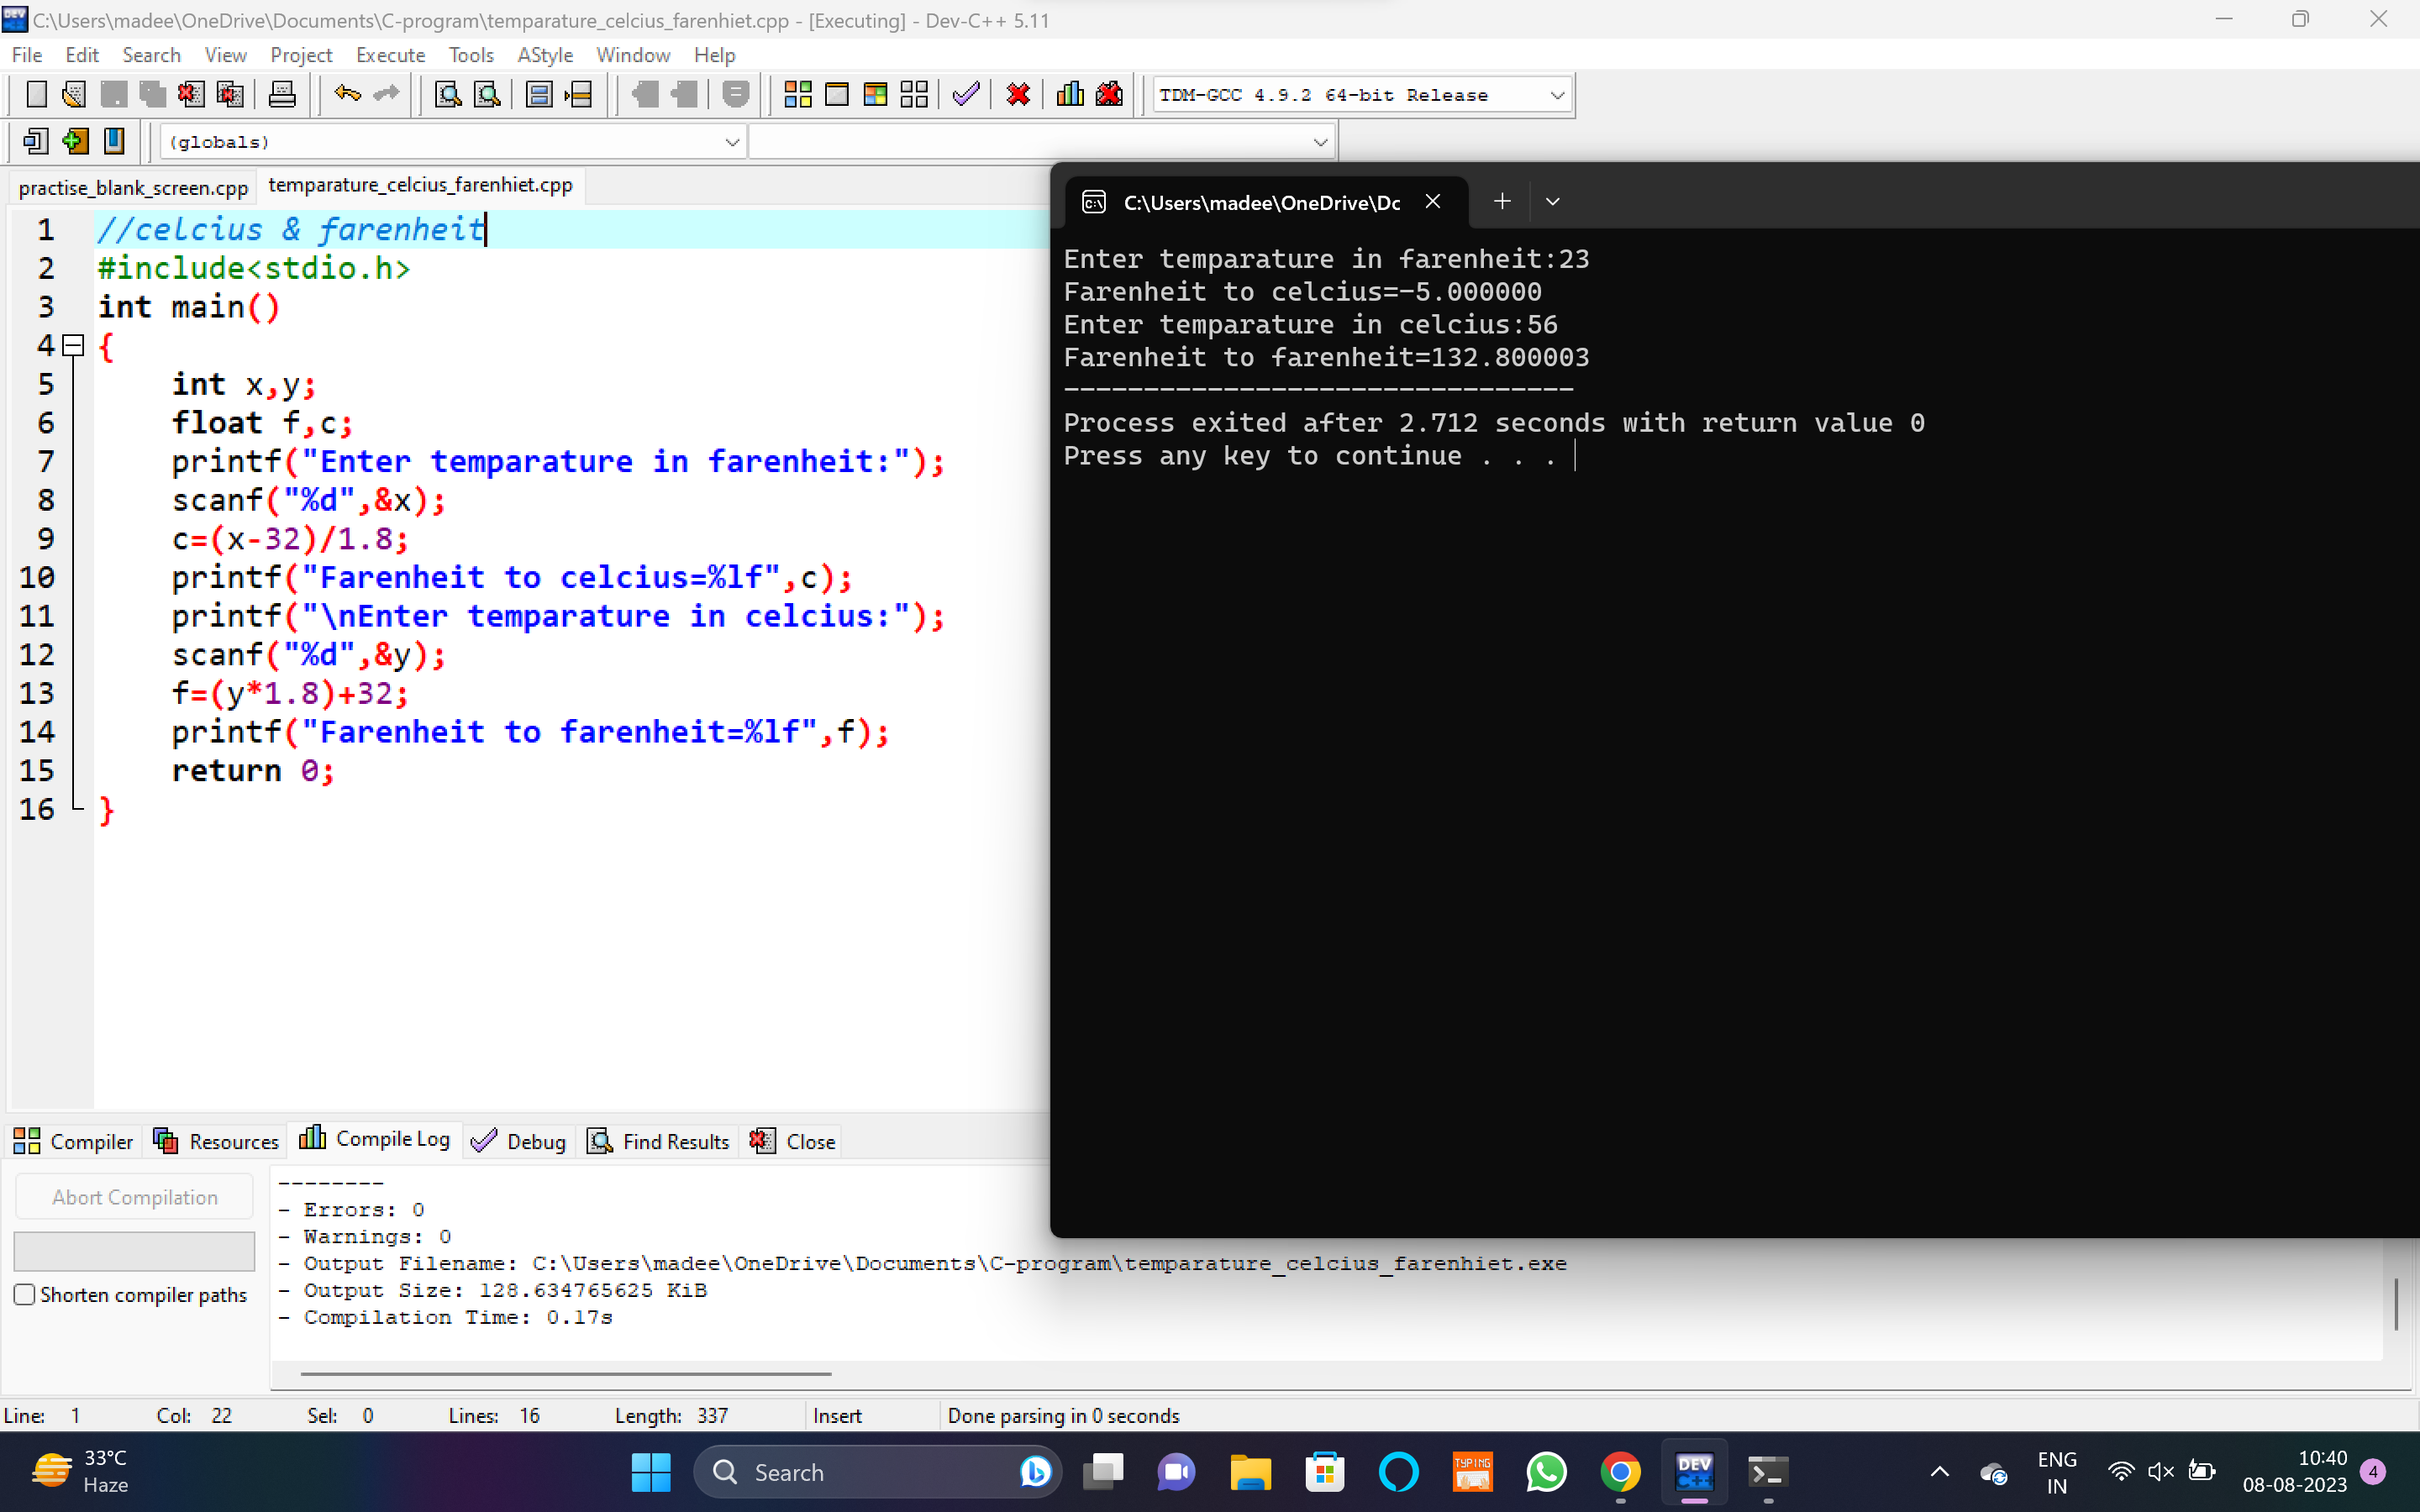 C:\Users\madee\OneDrive\Documents\C-program\temparature_celcius_farenhiet.cpp - [Executing] - Dev-C++ 5.11
File Edit Search View Project Execute Tools AStyle Window Help
TDM-GCC 4.9.2 64-bit Release
(globals)
practise_blank_screen.cpp temparature_celcius_farenhiet.cpp
1 //celcius & farenheit
2 #include<stdio.h>
3 int main()
4 {
5 int x,y;
6 float f,c;
7 printf("Enter temparature in farenheit:");
8 scanf("%d",&x);
9 c=(x-32)/1.8;
10 printf("Farenheit to celcius=%lf",c);
11 printf("\nEnter temparature in celcius:");
12 scanf("%d",&y);
13 f=(y*1.8)+32;
14 printf("Farenheit to farenheit=%lf",f);
15 return 0;
16 }
C:\Users\madee\OneDrive\Dc
Enter temparature in farenheit:23
Farenheit to celcius=-5.000000
Enter temparature in celcius:56
Farenheit to farenheit=132.800003
--------------------------------
Process exited after 2.712 seconds with return value 0
Press any key to continue . . .
Compiler Resources Compile Log Debug Find Results Close
Abort Compilation
Shorten compiler paths
--------
- Errors: 0
- Warnings: 0
- Output Filename: C:\Users\madee\OneDrive\Documents\C-program\temparature_celcius_farenhiet.exe
- Output Size: 128.634765625 KiB
- Compilation Time: 0.17s
Line: 1 Col: 22 Sel: 0 Lines: 16 Length: 337 Insert Done parsing in 0 seconds
33°C
Haze
Search
TYPING
DEV
C++
ENG
IN
10:40
08-08-2023
4